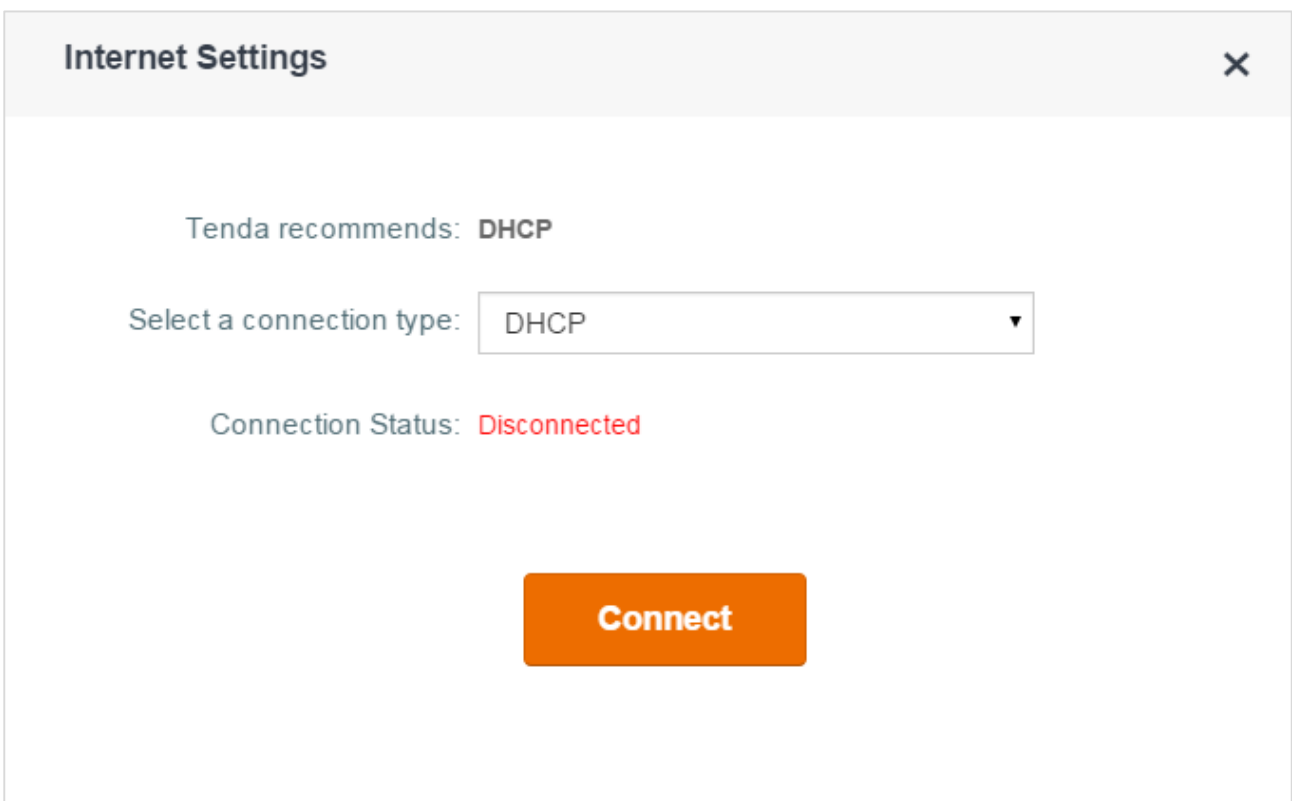 Internet Settings
Tenda recommends: DHCP
Select a connection type: DHCP
Connection Status: Disconnected
Connect